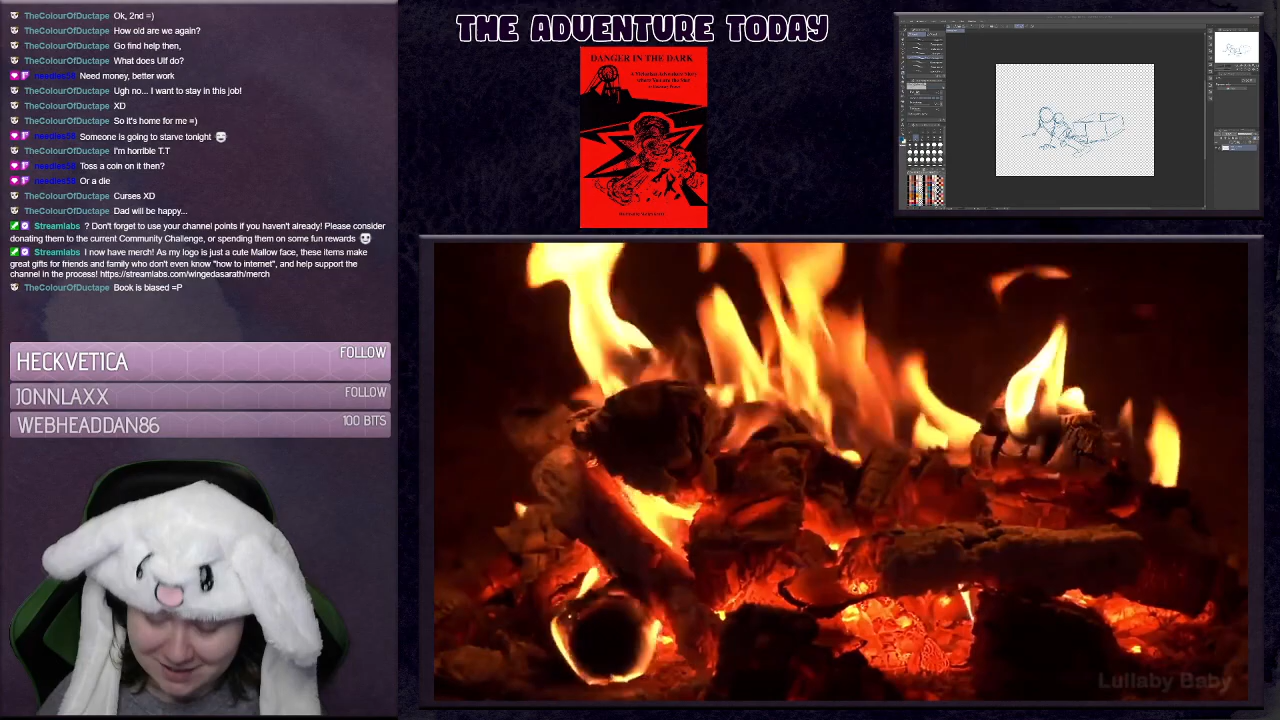 TheColourOfDuctape Ok, 2nd =)
TheColourOfDuctape How old are we again?
TheColourOfDuctape Go find help then,
TheColourOfDuctape What does Ulf do?
needles58 Need money, better work
TheColourOfDuctape Ugh no... I want to stay in this job!
TheColourOfDuctape XD
TheColourOfDuctape So it's home for me =)
needles58 Someone is going to starve tonight
TheColourOfDuctape I'm horrible T.T
needles58 Toss a coin on it then?
needles58 Or a die
TheColourOfDuctape Curses XD
TheColourOfDuctape Dad will be happy...
Streamlabs ? Don't forget to use your channel points if you haven't already! Please consider
donating them to the current Community Challenge, or spending them on some fun rewards
Streamlabs I now have merch! As my logo is just a cute Mallow face, these items make
great gifts for friends and family who don't even know "how to internet", and help support the
channel in the process! https://streamlabs.com/wingedasarath/merch
TheColourOfDuctape Book is biased =P
HECKVETICA FOLLOW
JONNLAXX FOLLOW
WEBHEADDAN86 100 BITS
THE ADVENTURE TODAY
DANGER IN THE DARK
Lullaby Baby